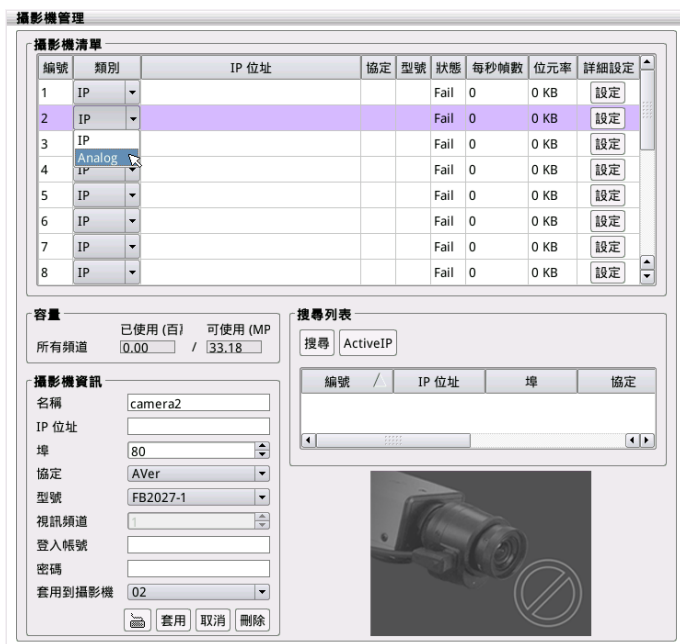 攝影機管理
攝影機清單
編號 類別 IP 位址 協定 型號 狀態 每秒幀數 位元率 詳細設定
1 IP Fail 0 0 KB 設定
2 IP Fail 0 0 KB 設定
3 IP Fail 0 0 KB 設定
Analog
4 IP Fail 0 0 KB 設定
5 IP Fail 0 0 KB 設定
6 IP Fail 0 0 KB 設定
7 IP Fail 0 0 KB 設定
8 IP Fail 0 0 KB 設定
容量
已使用 (百 可使用 (MP
所有頻道 0.00 / 33.18
攝影機資訊
名稱 camera2
IP 位址
埠 80
協定 AVer
型號 FB2027-1
視訊頻道 1
登入帳號
密碼
套用到攝影機 02
套用 取消 刪除
搜尋列表
搜尋 ActiveIP
編號 IP 位址 埠 協定